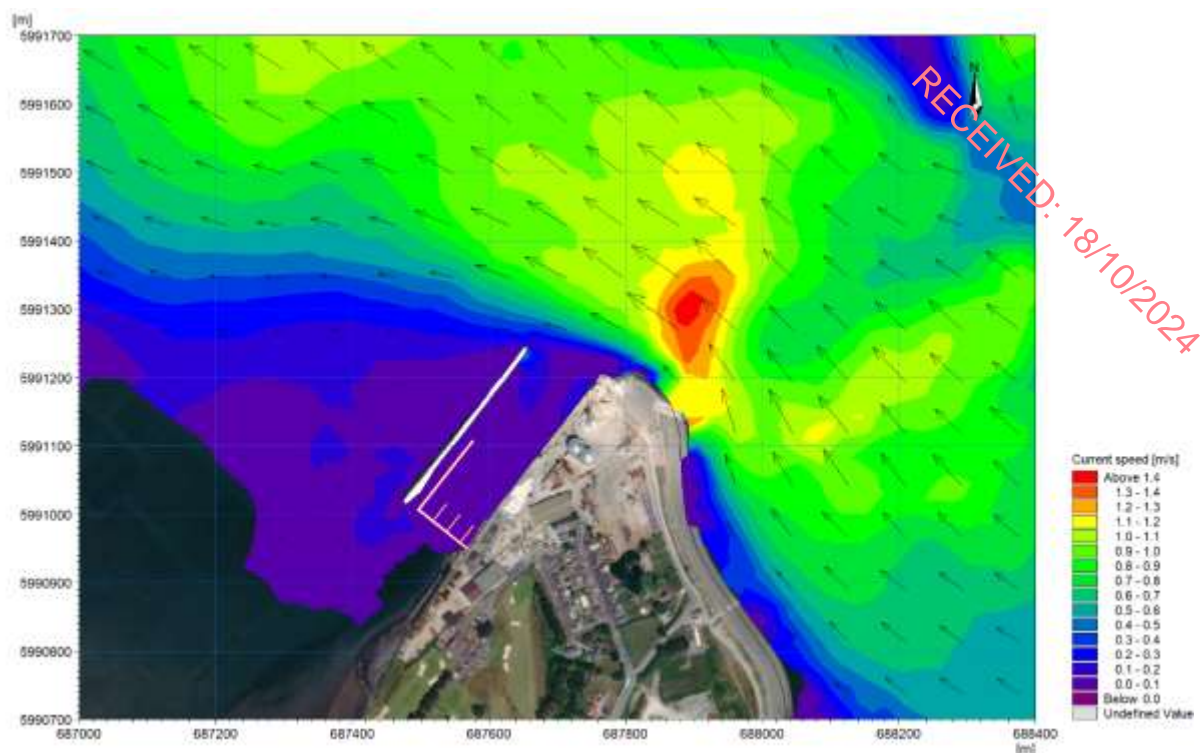 [m]
5991700
5991600
5991500
5991400
5991300
5991200
5991100
5991000
5990900
5990800
5990700
687000
687200
687400
687600
687800
688000
688200
688400
[m]
N
RECEIVED: 18/10/2024
Current speed [m/s]
Above 1.4
1.3 - 1.4
1.2 - 1.3
1.1 - 1.2
1.0 - 1.1
0.9 - 1.0
0.8 - 0.9
0.7 - 0.8
0.6 - 0.7
0.5 - 0.6
0.4 - 0.5
0.3 - 0.4
0.2 - 0.3
0.1 - 0.2
0.0 - 0.1
Below 0.0
Undefined Value